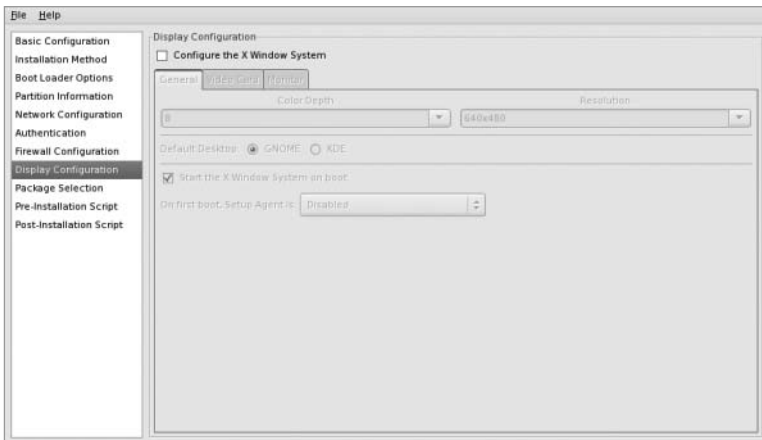 File Help
Basic Configuration
Installation Method
Boot Loader Options
Partition Information
Network Configuration
Authentication
Firewall Configuration
Display Configuration
Package Selection
Pre-Installation Script
Post-Installation Script
Display Configuration
Configure the X Window System
General Video Card Monitor
Color Depth Resolution
8 640x480
Default Desktop: GNOME KDE
Start the X Window System on boot
On first boot, Setup Agent is: Disabled